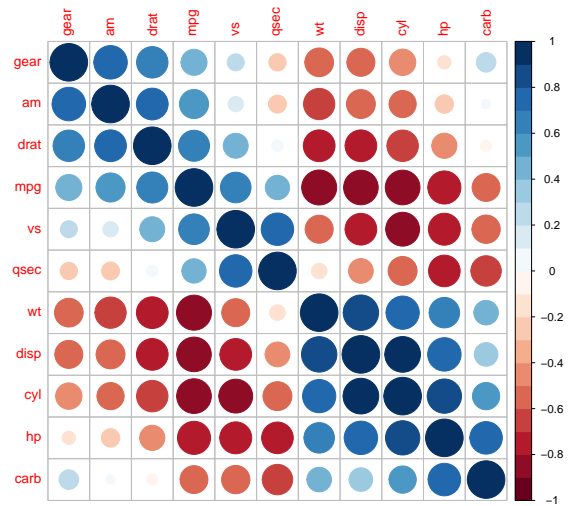 gear am drat mpg vs qsec wt disp cyl hp carb
gear
am
drat
mpg
vs
qsec
wt
disp
cyl
hp
carb
1
0.8
0.6
0.4
0.2
0
−0.2
−0.4
−0.6
−0.8
−1